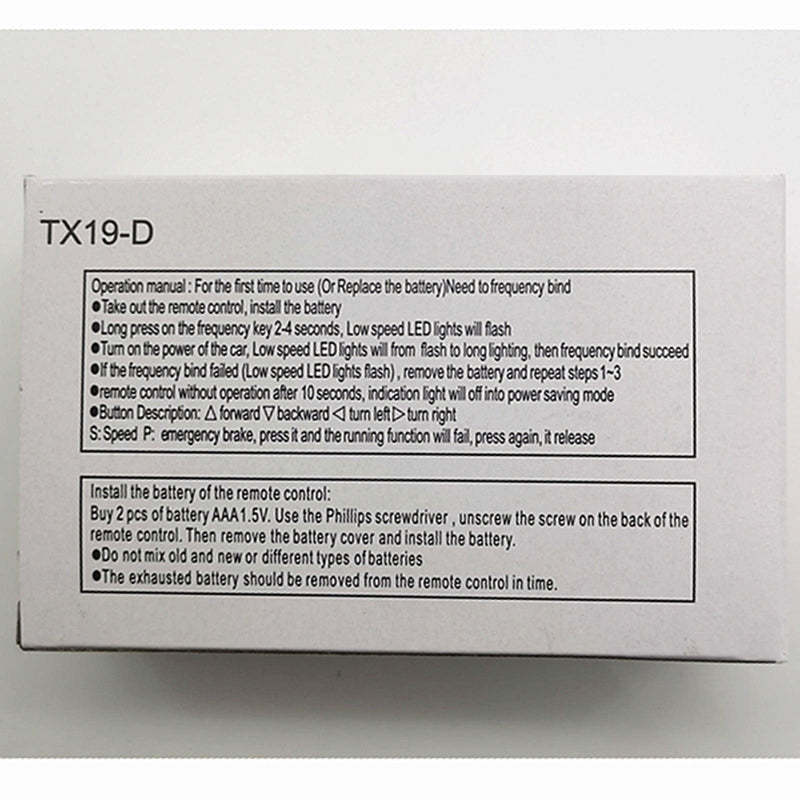 TX19-D
Operation manual : For the first time to use (Or Replace the battery)Need to frequency bind
●Take out the remote control, install the battery
●Long press on the frequency key 2-4 seconds, Low speed LED lights will flash
●Turn on the power of the car, Low speed LED lights will from flash to long lighting, then frequency bind succeed
●If the frequency bind failed (Low speed LED lights flash) , remove the battery and repeat steps 1~3
●remote control without operation after 10 seconds, indication light will off into power saving mode
●Button Description: △ forward ▽ backward ◁ turn left ▷ turn right
S: Speed P: emergency brake, press it and the running function will fail, press again, it release
Install the battery of the remote control:
Buy 2 pcs of battery AAA1.5V. Use the Phillips screwdriver , unscrew the screw on the back of the
remote control. Then remove the battery cover and install the battery.
●Do not mix old and new or different types of batteries
●The exhausted battery should be removed from the remote control in time.